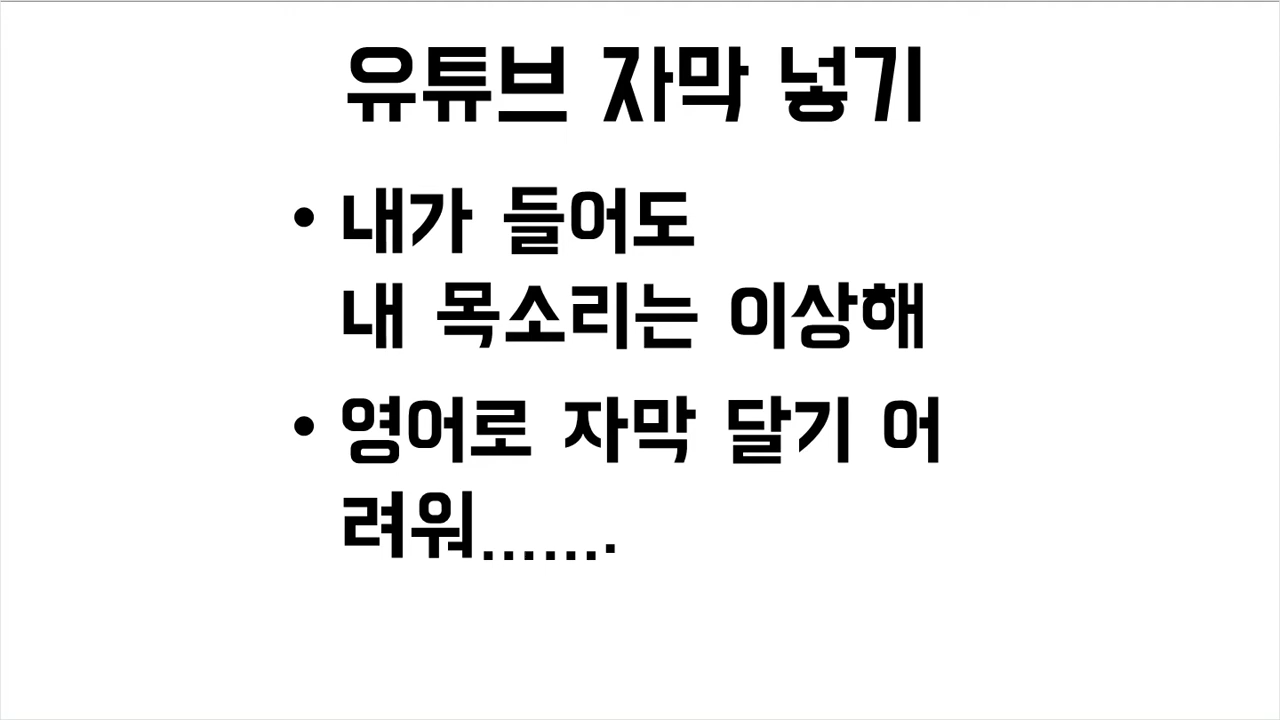 유튜브 자막 넣기
• 내가 들어도
내 목소리는 이상해
• 영어로 자막 달기 어
려워…….